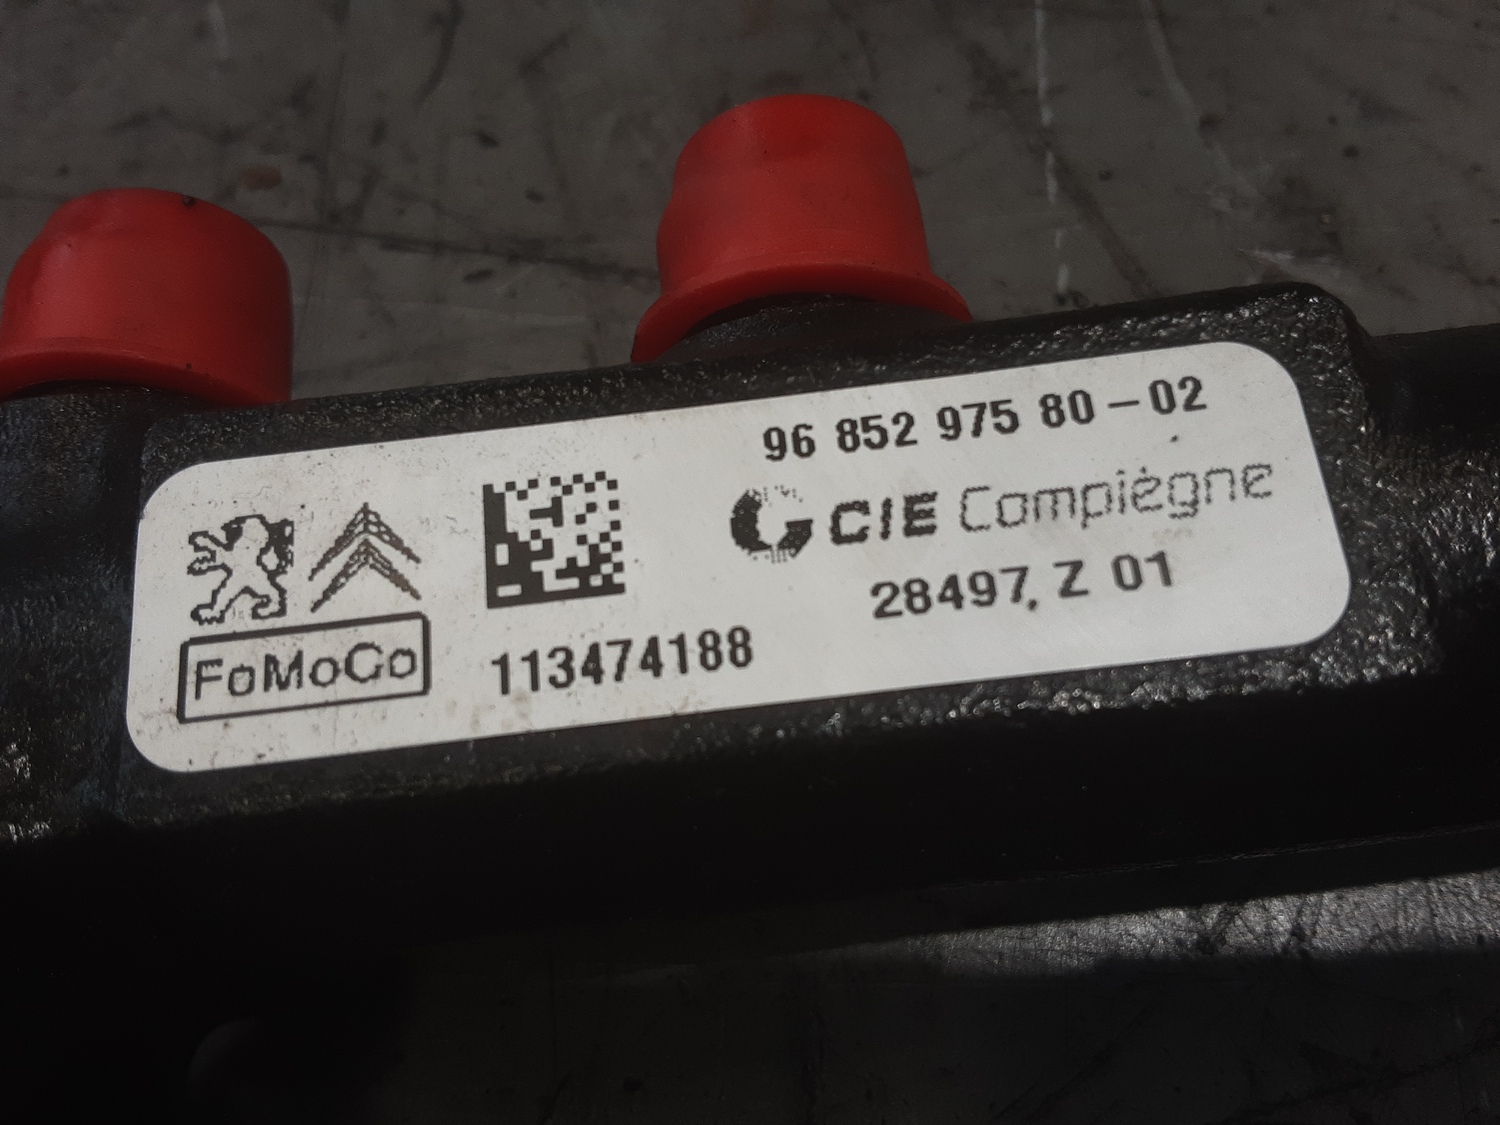 96 852 975 80-02
CIE Compiègne
28497, Z 01
113474188
FoMoCo